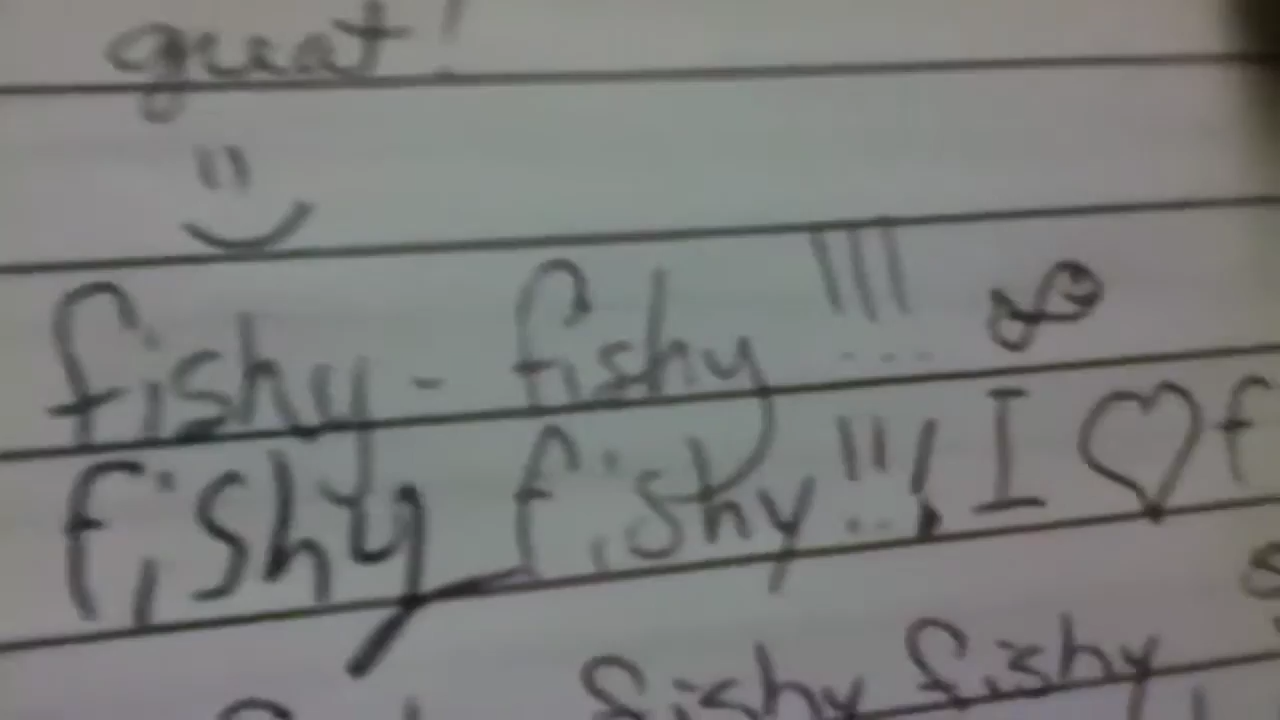 great!
fishy - fishy !!!
fishy fishy!!! I ♡ f
fishy fishy